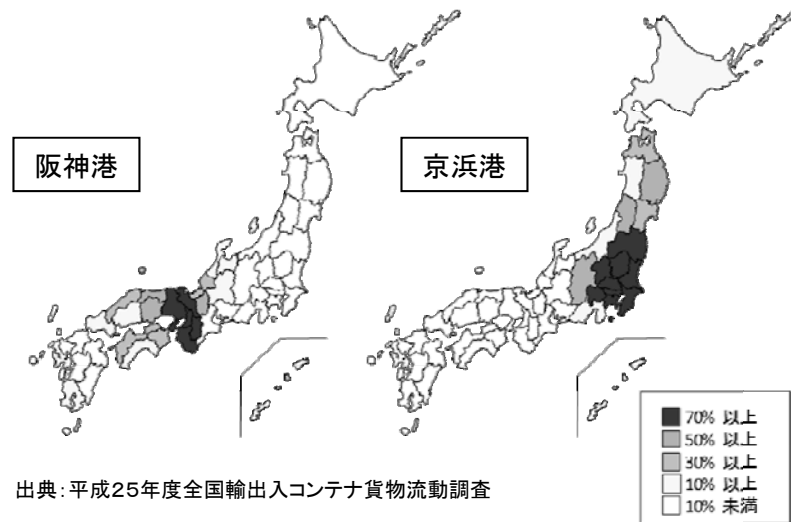 阪神港
京浜港
70% 以上
50% 以上
30% 以上
10% 以上
10% 未満
出典：平成25年度全国輸出入コンテナ貨物流動調査